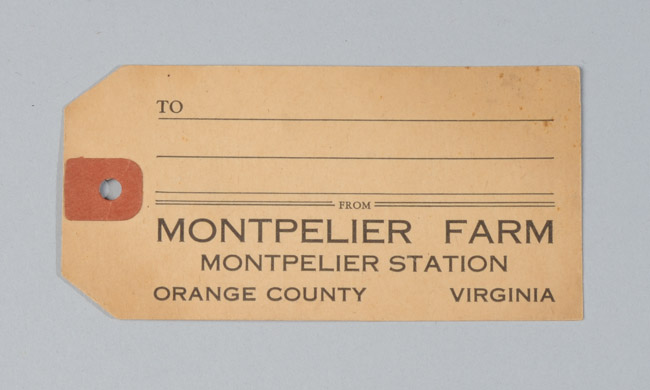 TO
FROM
MONTPELIER FARM
MONTPELIER STATION
ORANGE COUNTY VIRGINIA